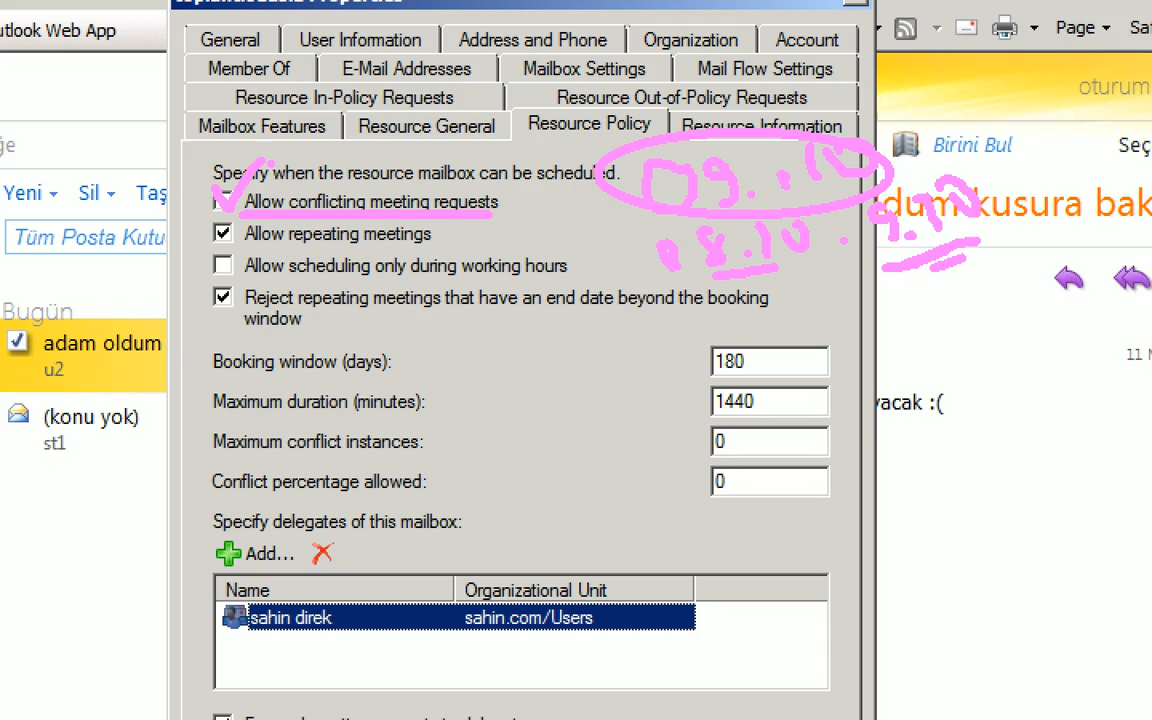 utlook Web App
Page
General User Information Address and Phone Organization Account
Member Of E-Mail Addresses Mailbox Settings Mail Flow Settings
Resource In-Policy Requests Resource Out-of-Policy Requests
Mailbox Features Resource General Resource Policy Resource Information
oturum
Birini Bul Seç
ğe
Yeni Sil Taş
Tüm Posta Kutu
Bugün
adam oldum
u2
(konu yok)
st1
Specify when the resource mailbox can be scheduled.
Allow conflicting meeting requests
Allow repeating meetings
Allow scheduling only during working hours
Reject repeating meetings that have an end date beyond the booking
window
Booking window (days): 180
Maximum duration (minutes): 1440
Maximum conflict instances: 0
Conflict percentage allowed: 0
Specify delegates of this mailbox:
Add...
Name Organizational Unit
sahin direk sahin.com/Users
dum kusura bak
yacak :(